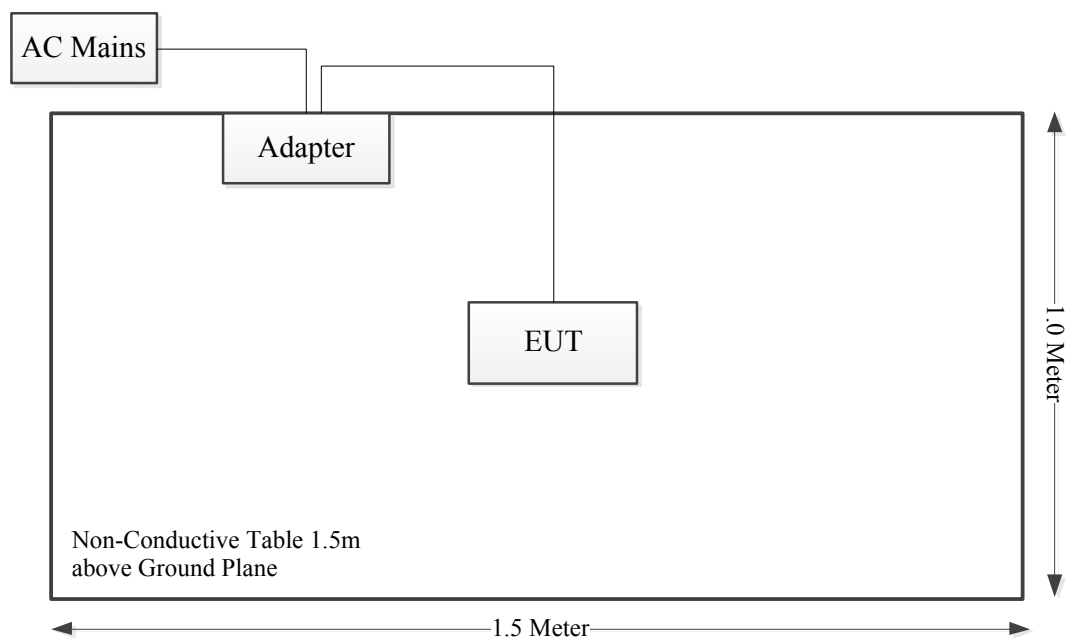 AC Mains
Adapter
EUT
1.0 Meter
Non-Conductive Table 1.5m
above Ground Plane
1.5 Meter